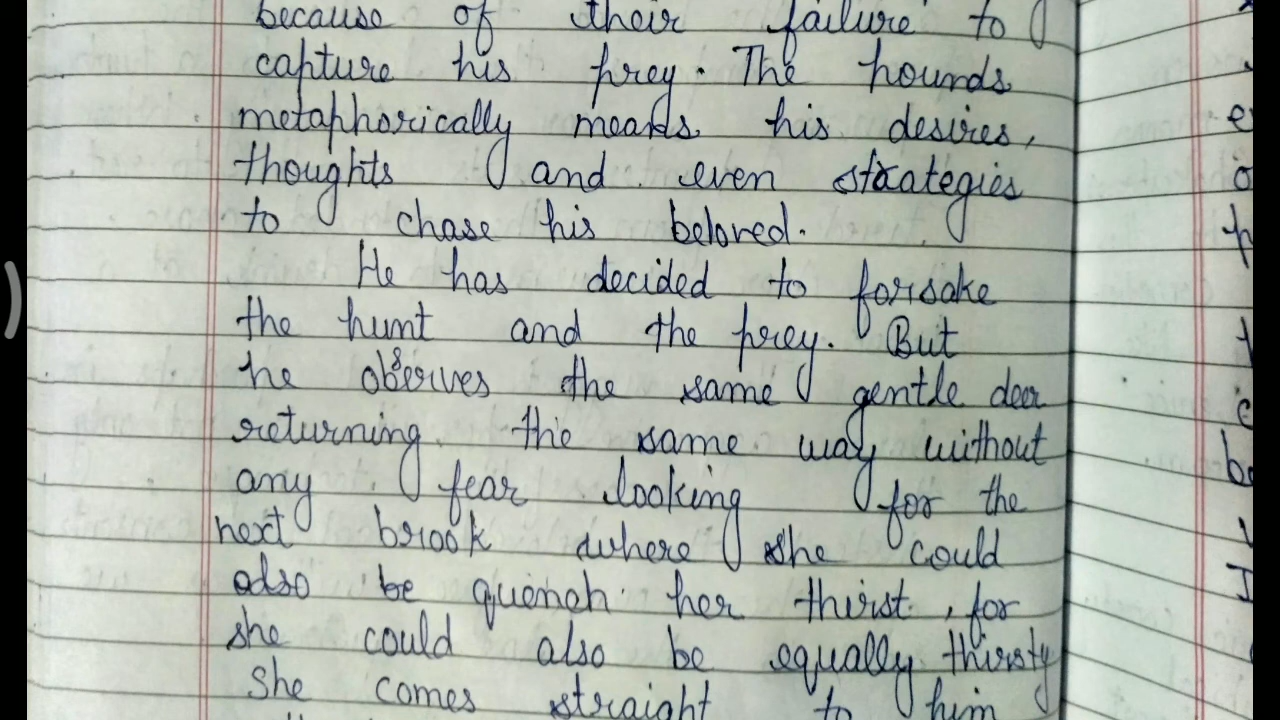 because of their failure to
capture his prey. The hounds
metaphorically means his desires,
thoughts and even strategies
to chase his beloved.
He has decided to forsake
the hunt and the prey. But
he observes the same gentle deer
returning the same way without
any fear looking for the
next brook where she could
also be quench her thirst, for
she could also be equally thirsty
She comes straight to him